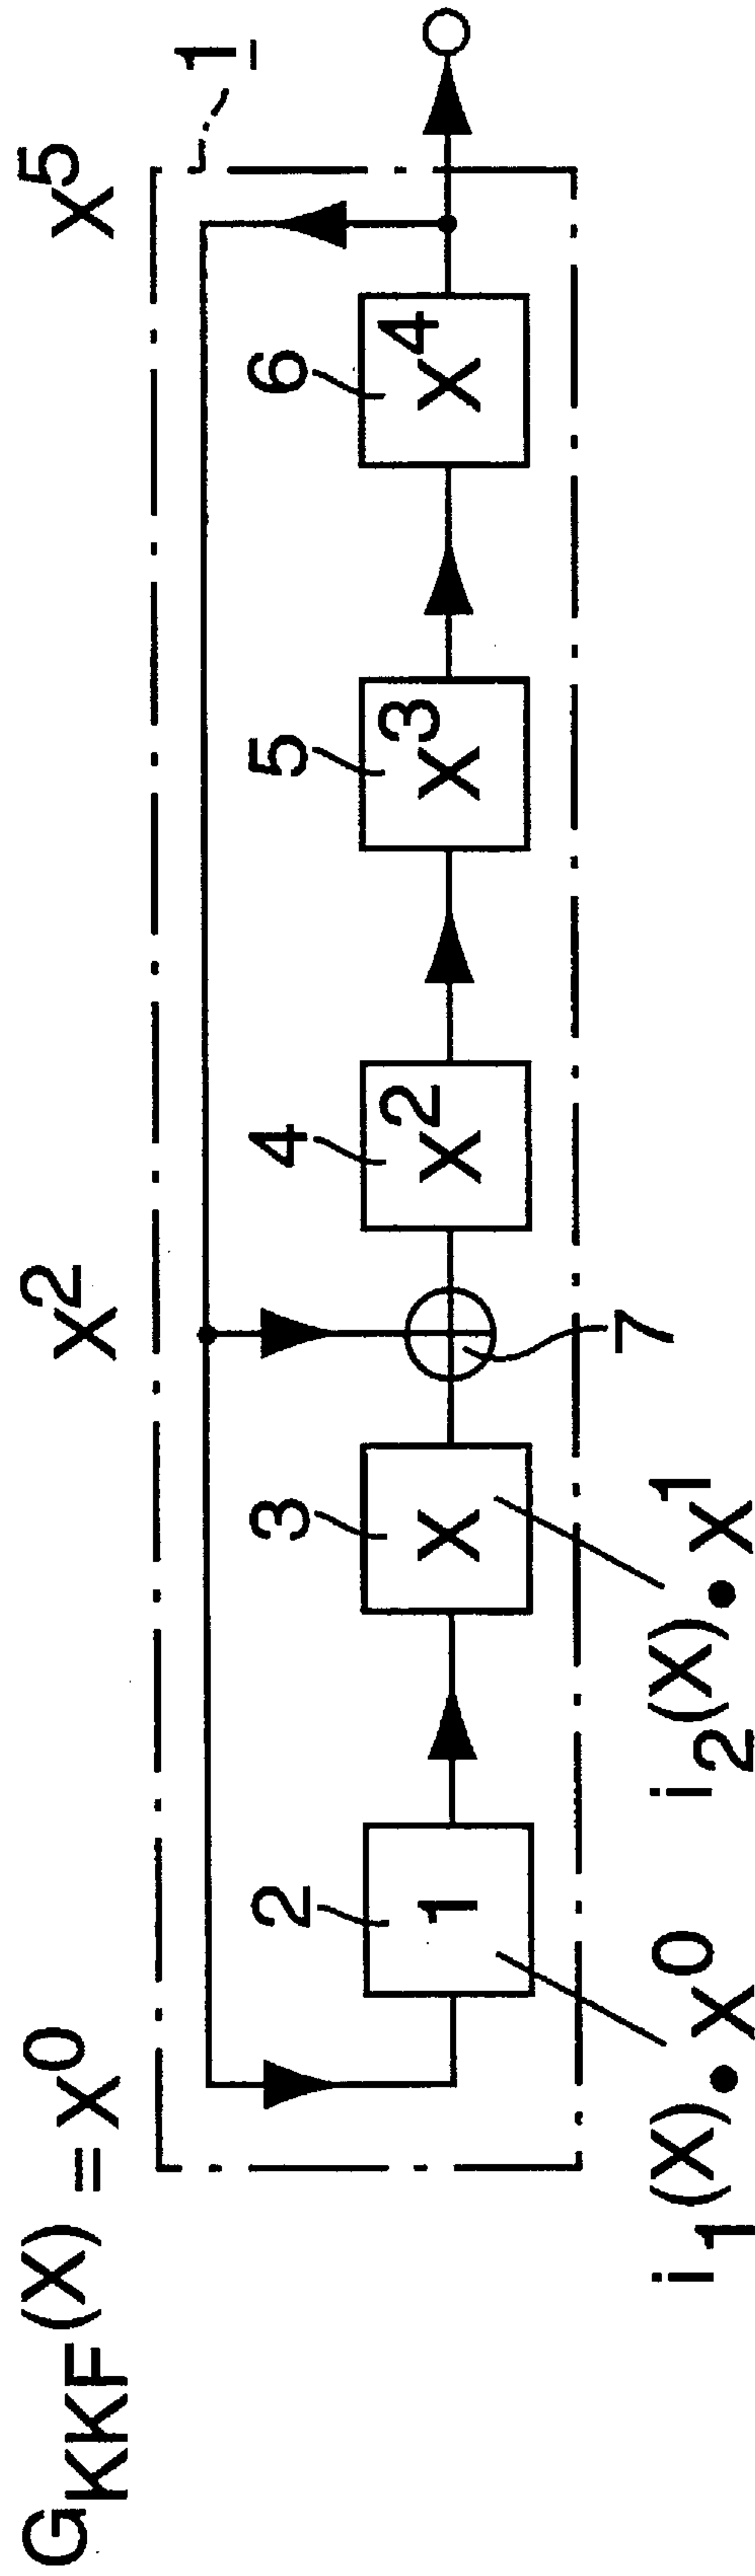 G_KKF(X) = X^0 X^2 X^5
1
2 3 4 5 6
1 X X^2 X^3 X^4
7
i_1(X) • X^0 i_2(X) • X^1